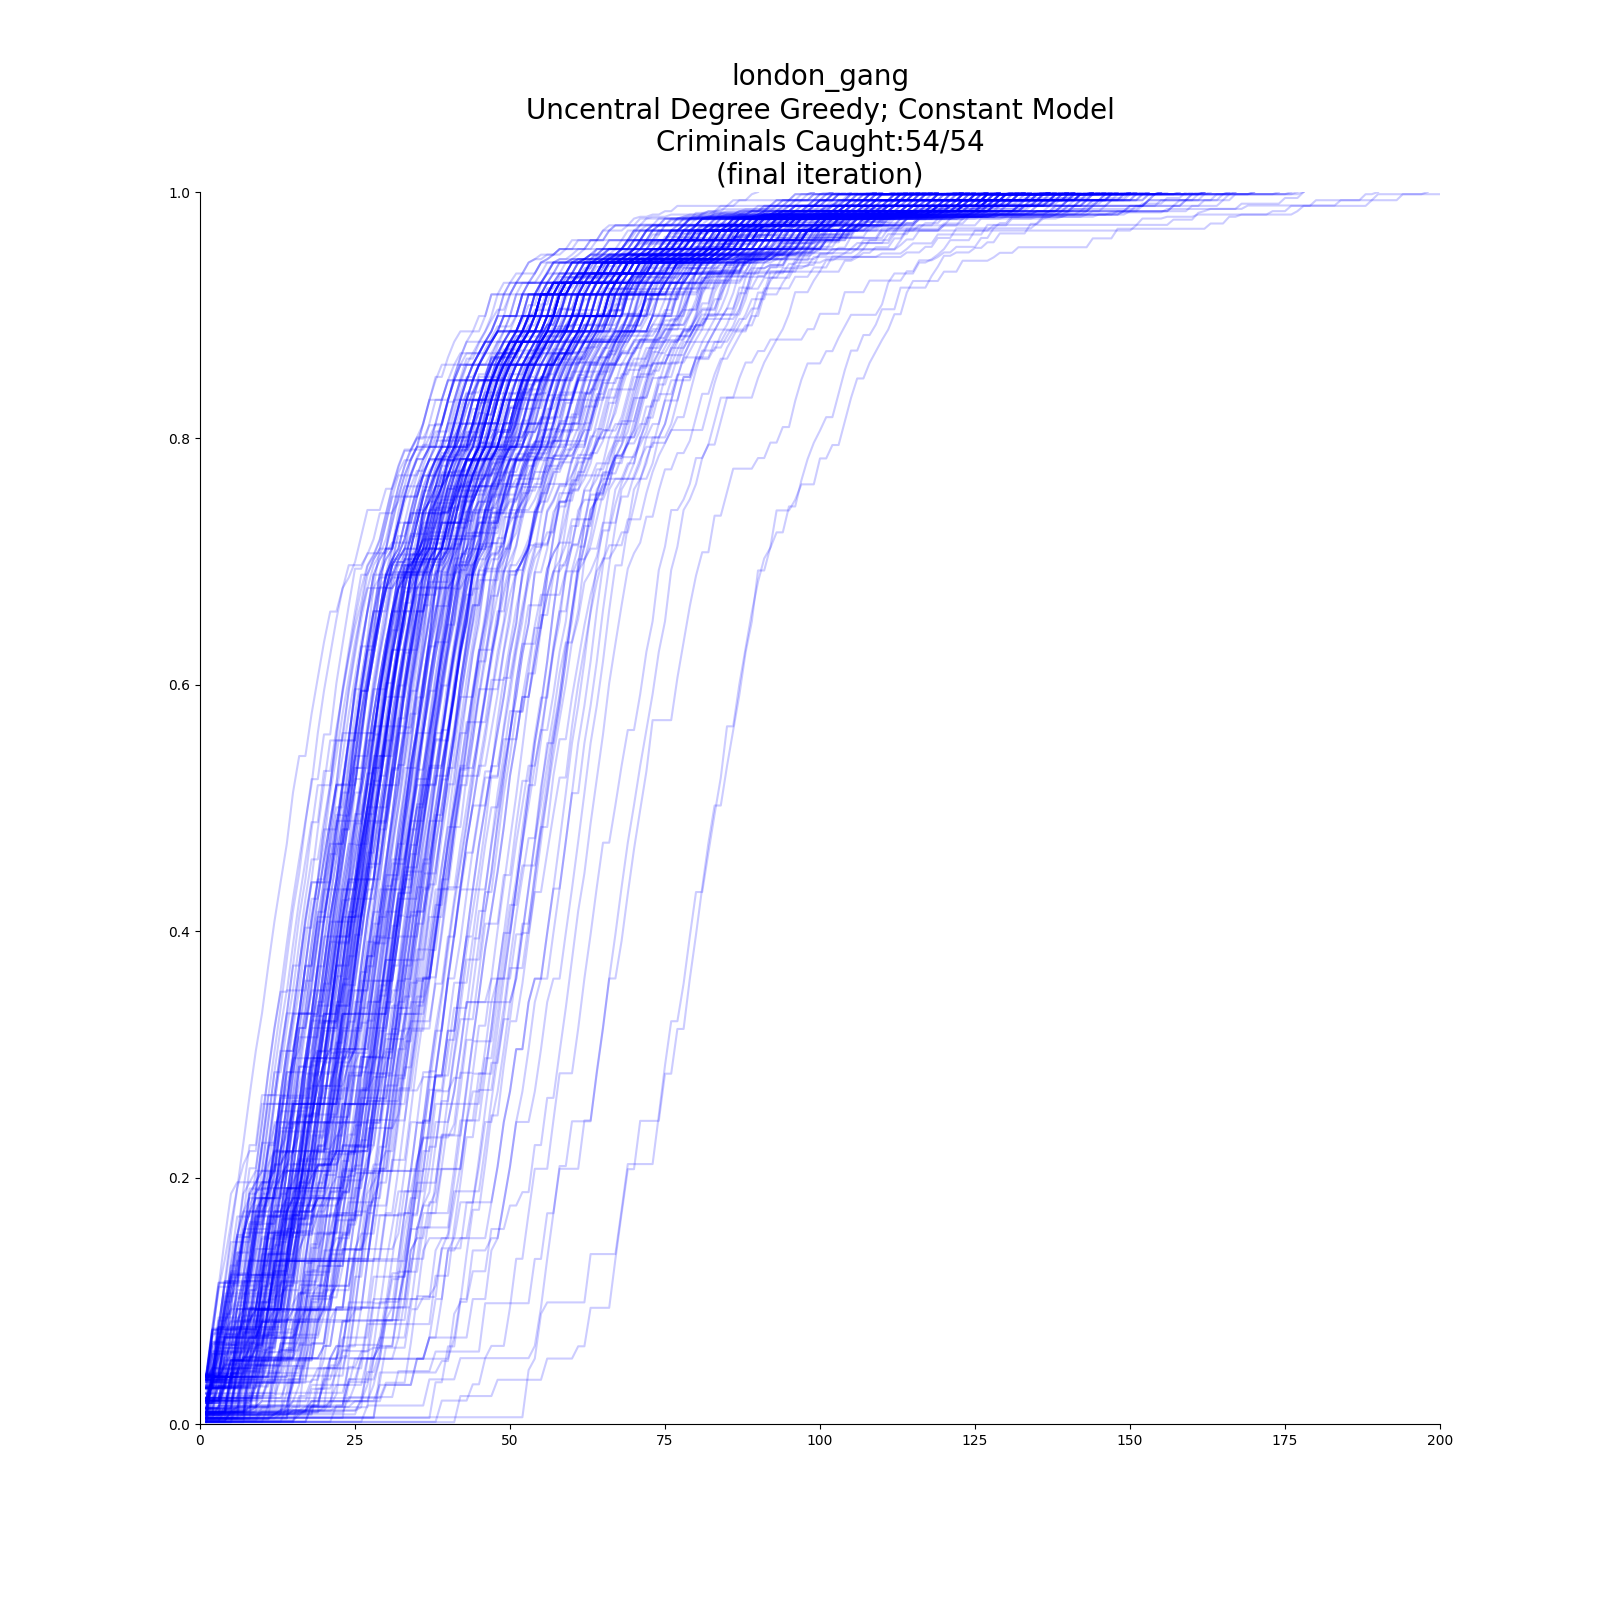 london_gang
Uncentral Degree Greedy; Constant Model
Criminals Caught:54/54
(final iteration)
1.0
0.8
0.6
0.4
0.2
0.0
0 25 50 75 100 125 150 175 200